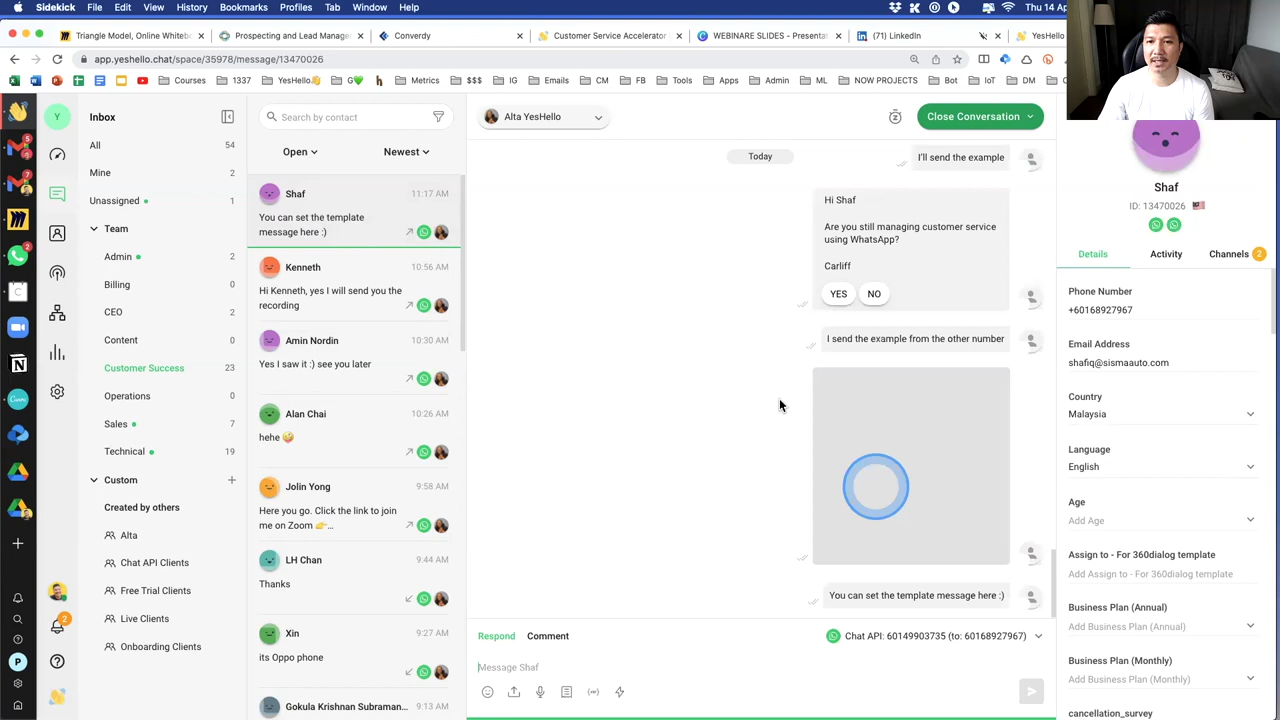 Sidekick File Edit View History Bookmarks Profiles Tab Window Help
Thu 14 Ap
Triangle Model, Online Whitebo
Prospecting and Lead Manager
Converdy
Customer Service Accelerator
WEBINARE SLIDES - Presentat
(71) LinkedIn
YesHello
app.yeshello.chat/space/35978/message/13470026
Courses 1337 YesHello G Metrics $$$ IG Emails CM FB Tools Apps Admin ML NOW PROJECTS Bot IoT DM
Inbox
All 54
Mine 2
Unassigned 1
Team
Admin 2
Billing 0
CEO 2
Content 0
Customer Success 23
Operations 0
Sales 7
Technical 19
Custom
Created by others
Alta
Chat API Clients
Free Trial Clients
Live Clients
Onboarding Clients
Search by contact
Open Newest
Shaf 11:17 AM
You can set the template
message here :)
Kenneth 10:56 AM
Hi Kenneth, yes I will send you the
recording
Amin Nordin 10:30 AM
Yes I saw it :) see you later
Alan Chai 10:26 AM
hehe
Jolin Yong 9:58 AM
Here you go. Click the link to join
me on Zoom 👉...
LH Chan 9:44 AM
Thanks
Xin 9:27 AM
its Oppo phone
Gokula Krishnan Subraman... 9:13 AM
Alta YesHello
Close Conversation
Today
I'll send the example
Hi Shaf
Are you still managing customer service
using WhatsApp?
Carliff
YES NO
I send the example from the other number
You can set the template message here :)
Respond Comment
Chat API: 60149903735 (to: 60168927967)
Message Shaf
Shaf
ID: 13470026
Details Activity Channels 2
Phone Number
+60168927967
Email Address
shafiq@sismaauto.com
Country
Malaysia
Language
English
Age
Add Age
Assign to - For 360dialog template
Add Assign to - For 360dialog template
Business Plan (Annual)
Add Business Plan (Annual)
Business Plan (Monthly)
Add Business Plan (Monthly)
cancellation_survey